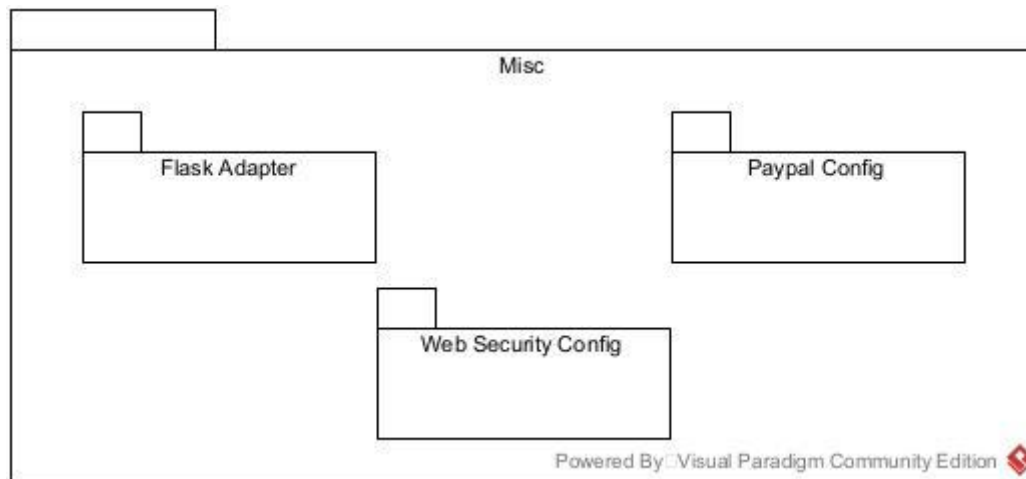 Misc
Flask Adapter
Paypal Config
Web Security Config
Powered By Visual Paradigm Community Edition